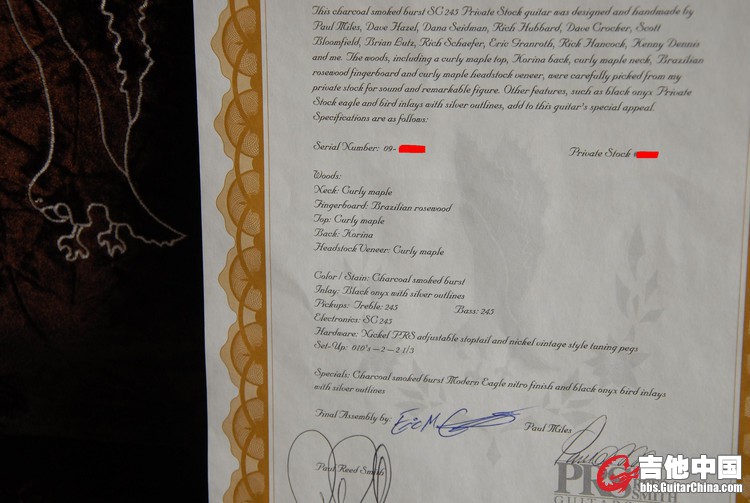 This charcoal smoked burst SC 245 Private Stock guitar was designed and handmade by
Paul Miles, Dave Hazel, Dana Seidman, Rich Hubbard, Dave Crocker, Scott
Bloomfield, Brian Lutz, Rich Schaefer, Eric Granroth, Rick Hancock, Kenny Dennis
and me. The woods, including a curly maple top, Korina back, curly maple neck, Brazilian
rosewood fingerboard and curly maple headstock veneer, were carefully picked from my
private stock for sound and remarkable figure. Other features, such as black onyx Private
Stock eagle and bird inlays with silver outlines, add to this guitar's special appeal.
Specifications are as follows:
Serial Number: 09-
Private Stock
Woods:
Neck: Curly maple
Fingerboard: Brazilian rosewood
Top: Curly maple
Back: Korina
Headstock Veneer: Curly maple
Color / Stain: Charcoal smoked burst
Inlay: Black onyx with silver outlines
Pickups: Treble: 245 Bass: 245
Electronics: SC 245
Hardware: Nickel PRS adjustable stoptail and nickel vintage style tuning pegs
Set-Up: 010's – 2 – 2 1/3
Specials: Charcoal smoked burst Modern Eagle nitro finish and black onyx bird inlays
with silver outlines
Final Assembly by: Eric M
Paul Miles
Paul Reed Smith
PRS
SMITH
吉他中国
bbs.GuitarChina.com